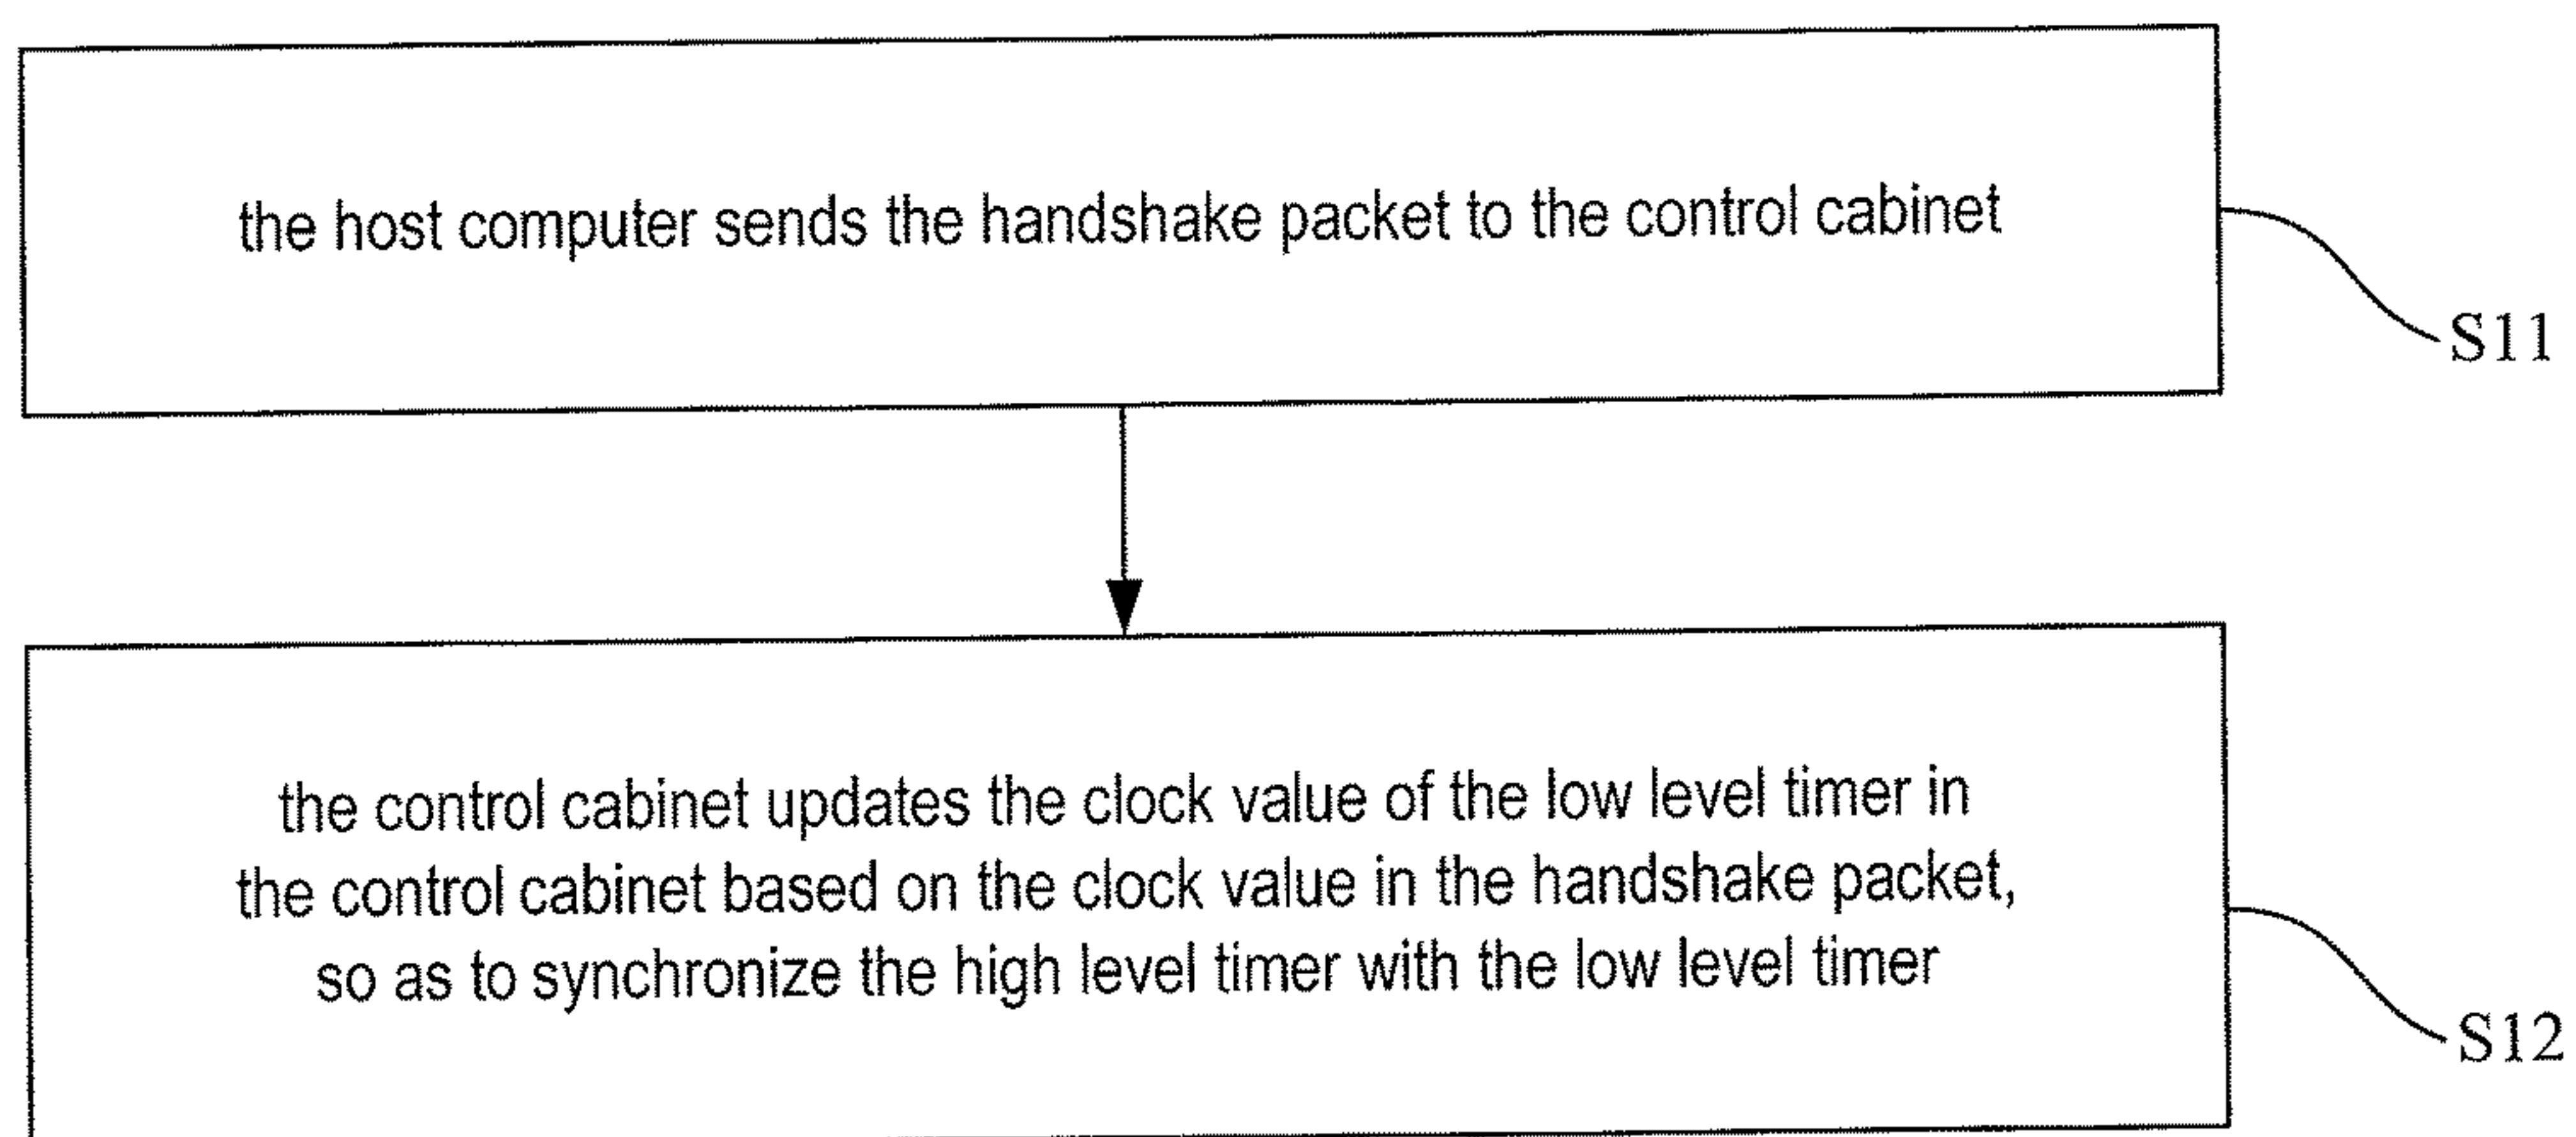 the host computer sends the handshake packet to the control cabinet
S11
the control cabinet updates the clock value of the low level timer in
the control cabinet based on the clock value in the handshake packet,
so as to synchronize the high level timer with the low level timer
S12